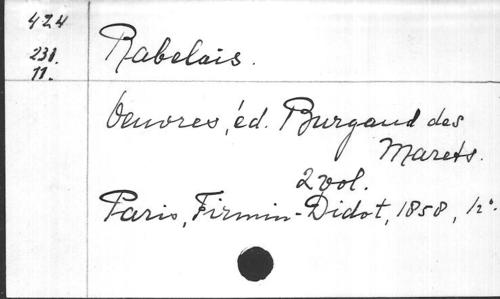 424
231.
11.
Rabelais.
Oeuvres, éd. Burgaud des
Marets.
2 vol.
Paris, Firmin-Didot, 1858, 12°.